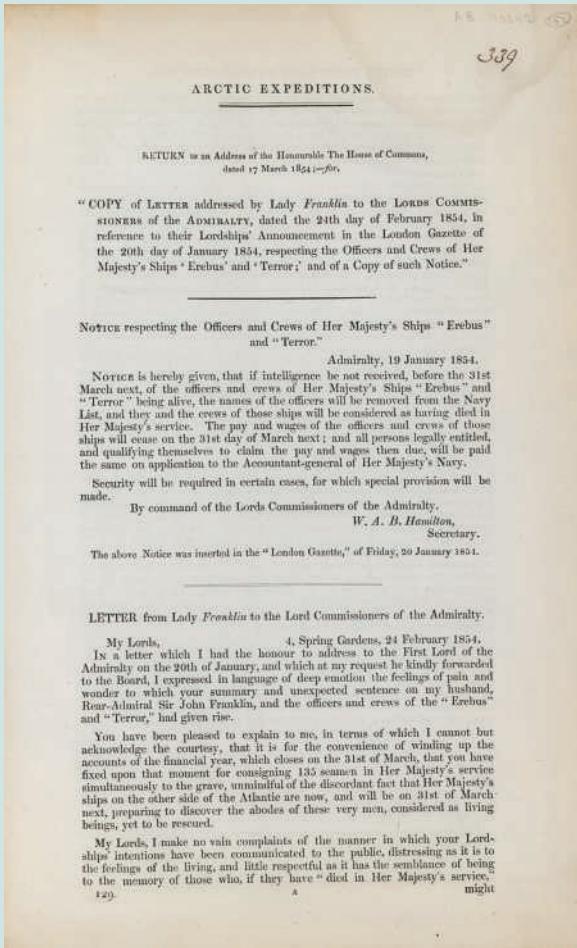 339
ARCTIC EXPEDITIONS.
RETURN to an Address of the Honourable The House of Commons,
dated 17 March 1854;—for,
"COPY of LETTER addressed by Lady Franklin to the LORDS COMMIS-
SIONERS of the ADMIRALTY, dated the 24th day of February 1854, in
reference to their Lordships' Announcement in the London Gazette of
the 20th day of January 1854, respecting the Officers and Crews of Her
Majesty's Ships 'Erebus' and 'Terror;' and of a Copy of such Notice."
NOTICE respecting the Officers and Crews of Her Majesty's Ships "Erebus"
and "Terror."
Admiralty, 19 January 1854.
NOTICE is hereby given, that if intelligence be not received, before the 31st
March next, of the officers and crews of Her Majesty's Ships "Erebus" and
"Terror" being alive, the names of the officers will be removed from the Navy
List, and they and the crews of those ships will be considered as having died in
Her Majesty's service. The pay and wages of the officers and crews of those
ships will cease on the 31st day of March next; and all persons legally entitled,
and qualifying themselves to claim the pay and wages then due, will be paid
the same on application to the Accountant-general of Her Majesty's Navy.
Security will be required in certain cases, for which special provision will be
made.
By command of the Lords Commissioners of the Admiralty.
W. A. B. Hamilton,
Secretary.
The above Notice was inserted in the "London Gazette," of Friday, 20 January 1854.
LETTER from Lady Franklin to the Lord Commissioners of the Admiralty.
My Lords, 4, Spring Gardens, 24 February 1854.
IN a letter which I had the honour to address to the First Lord of the
Admiralty on the 20th of January, and which at my request he kindly forwarded
to the Board, I expressed in language of deep emotion the feelings of pain and
wonder to which your summary and unexpected sentence on my husband,
Rear-Admiral Sir John Franklin, and the officers and crews of the "Erebus"
and "Terror," had given rise.
You have been pleased to explain to me, in terms of which I cannot but
acknowledge the courtesy, that it is for the convenience of winding up the
accounts of the financial year, which closes on the 31st of March, that you have
fixed upon that moment for consigning 135 seamen in Her Majesty's service
simultaneously to the grave, unmindful of the discordant fact that Her Majesty's
ships on the other side of the Atlantic are now, and will be on 31st of March
next, preparing to discover the abodes of these very men, considered as living
beings, yet to be rescued.
My Lords, I make no vain complaints of the manner in which your Lord-
ships' intentions have been communicated to the public, distressing as it is to
the feelings of the living, and little respectful as it has the semblance of being
to the memory of those who, if they have "died in Her Majesty's service,"
129. A might